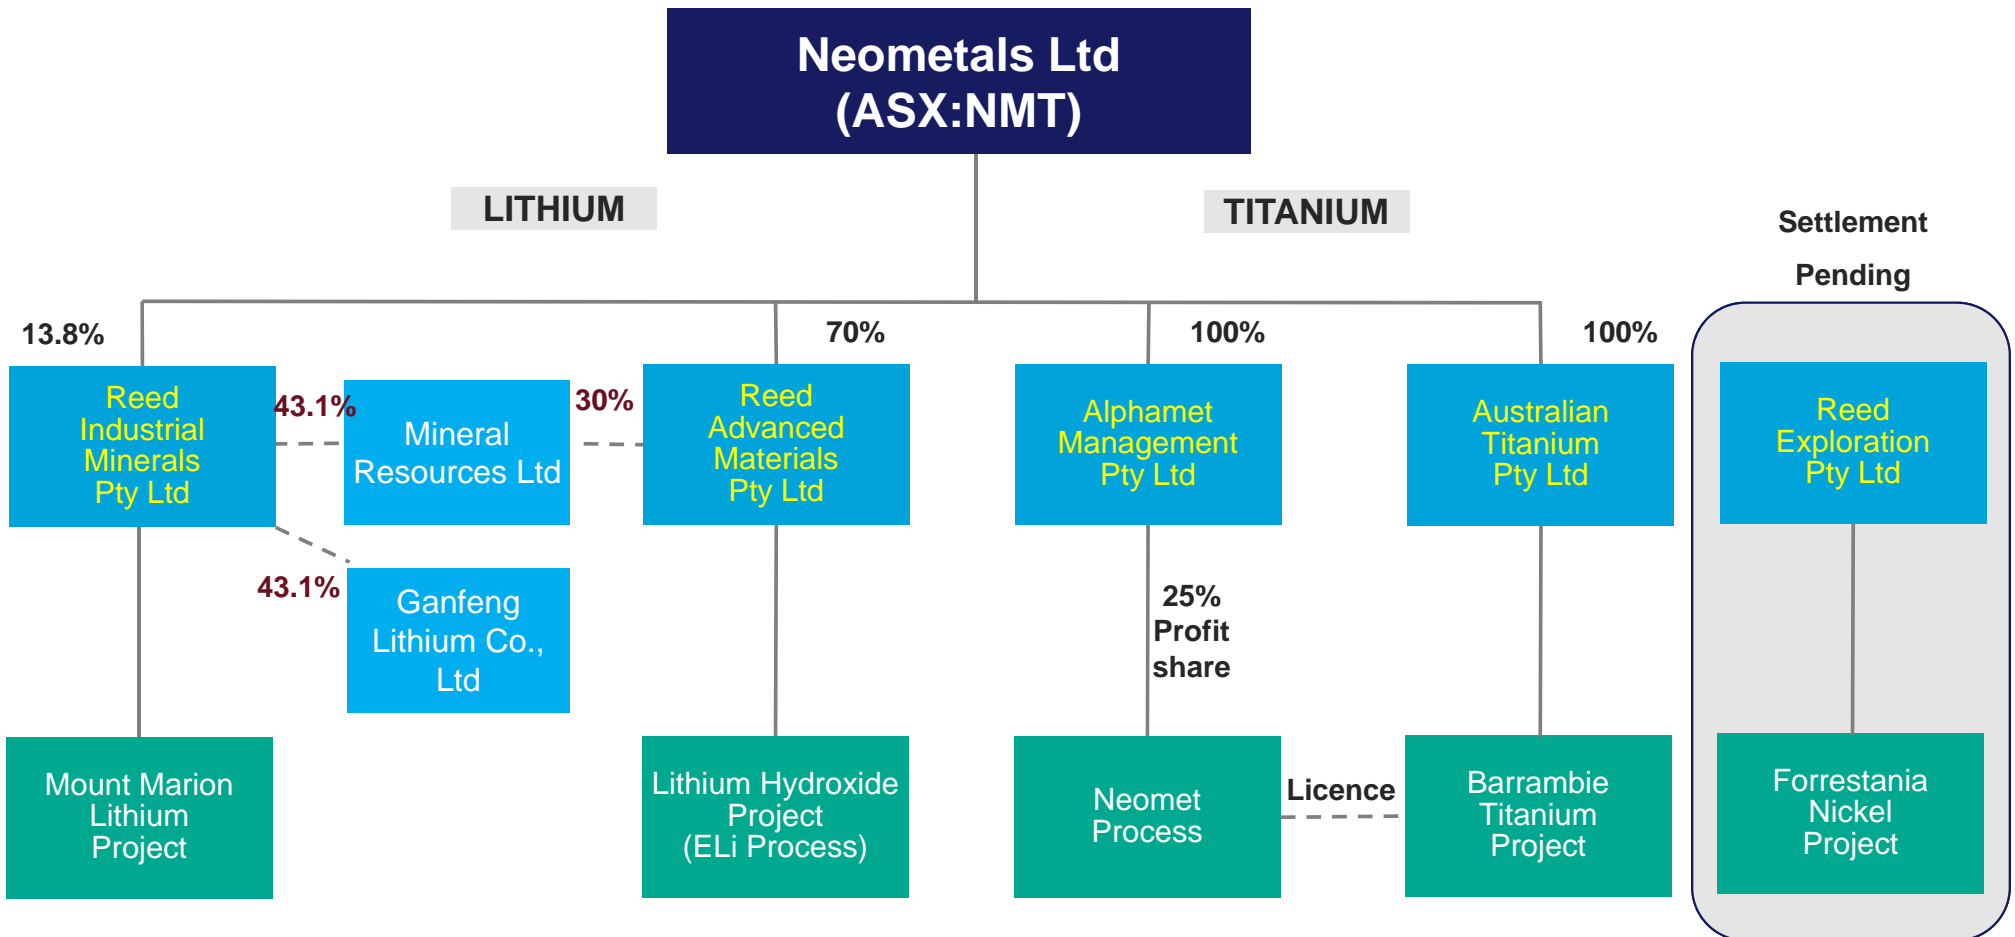 Neometals Ltd
(ASX:NMT)
LITHIUM
TITANIUM
Settlement
Pending
13.8%
70%
100%
100%
Reed
Industrial
Minerals
Pty Ltd
43.1%
Mineral
Resources Ltd
30%
Reed
Advanced
Materials
Pty Ltd
Alphamet
Management
Pty Ltd
Australian
Titanium
Pty Ltd
Reed
Exploration
Pty Ltd
43.1%
Ganfeng
Lithium Co.,
Ltd
25%
Profit
share
Mount Marion
Lithium
Project
Lithium Hydroxide
Project
(ELi Process)
Neomet
Process
Licence
Barrambie
Titanium
Project
Forrestania
Nickel
Project